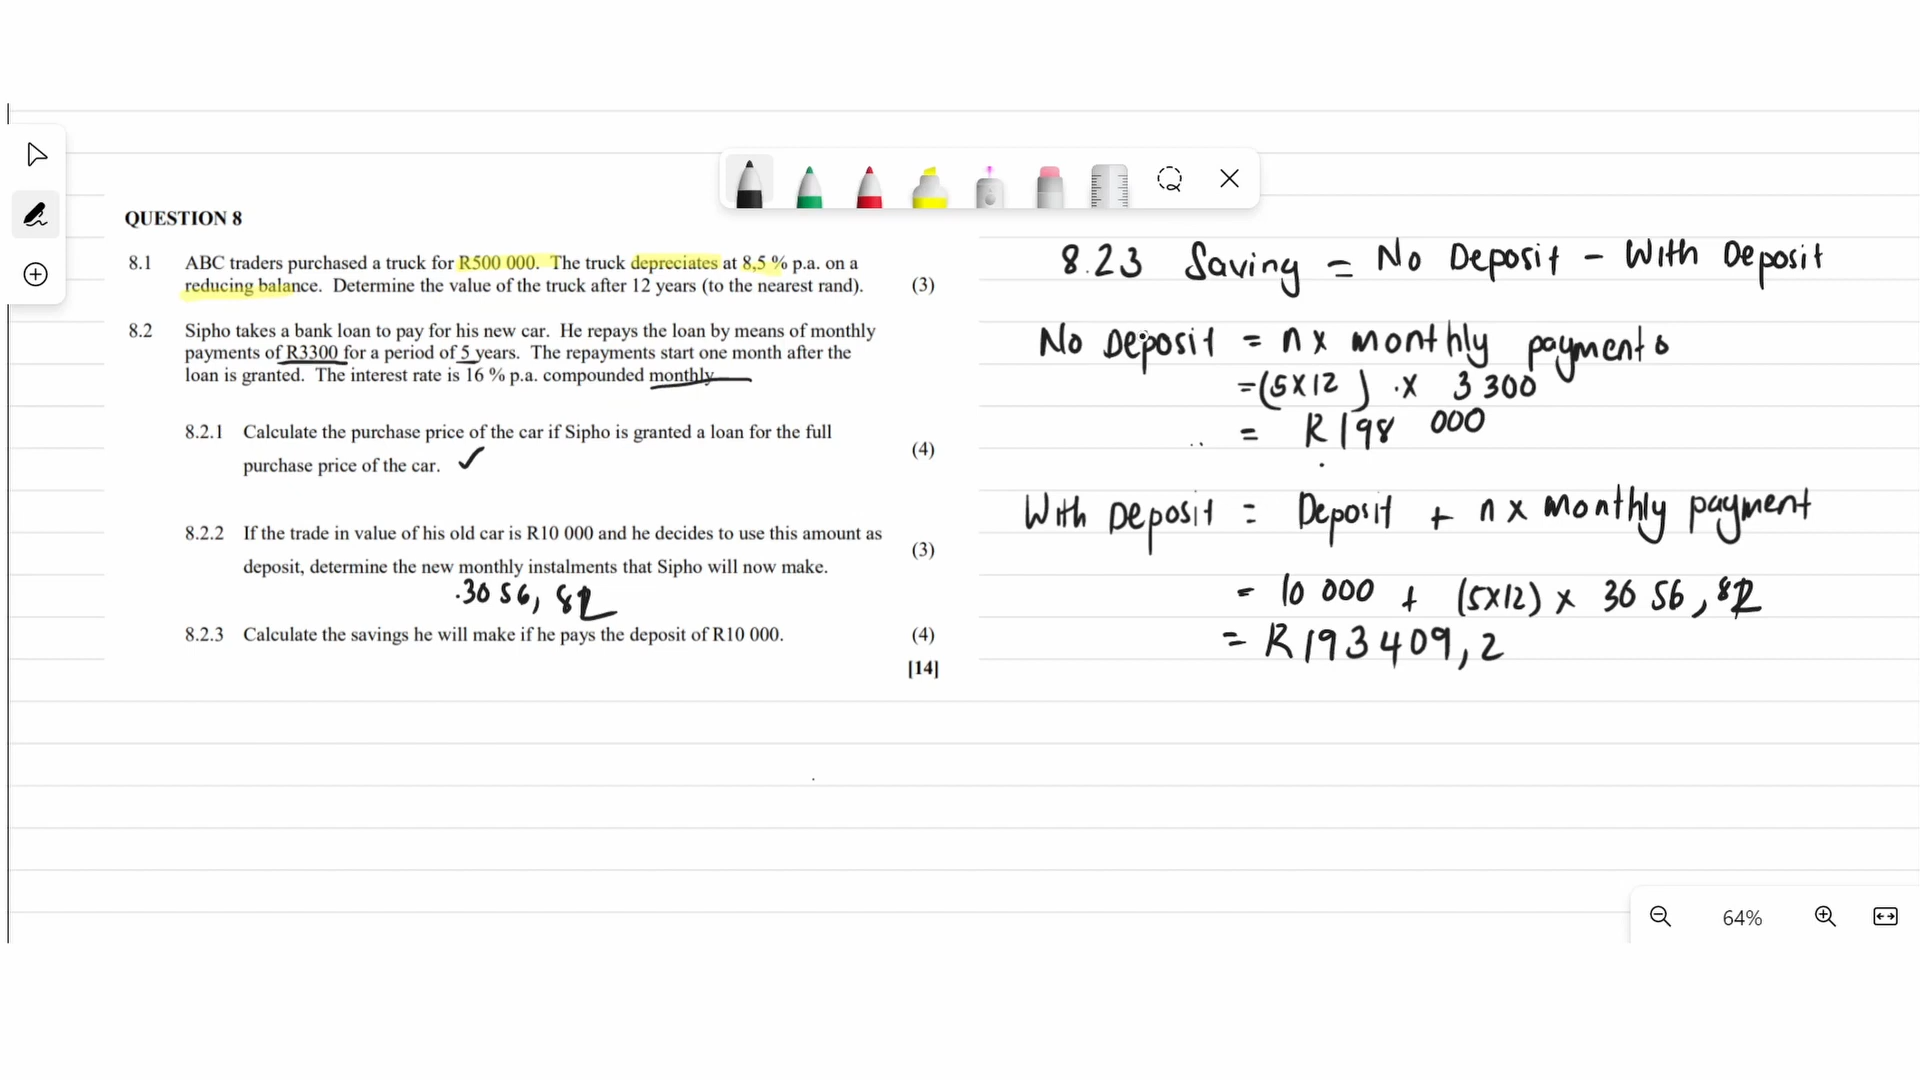 QUESTION 8
8.1 ABC traders purchased a truck for R500 000. The truck depreciates at 8,5 % p.a. on a
reducing balance. Determine the value of the truck after 12 years (to the nearest rand). (3)
8.2 Sipho takes a bank loan to pay for his new car. He repays the loan by means of monthly
payments of R3300 for a period of 5 years. The repayments start one month after the
loan is granted. The interest rate is 16 % p.a. compounded monthly
8.2.1 Calculate the purchase price of the car if Sipho is granted a loan for the full
purchase price of the car. ✓ (4)
8.2.2 If the trade in value of his old car is R10 000 and he decides to use this amount as
deposit, determine the new monthly instalments that Sipho will now make. (3)
3056,82
8.2.3 Calculate the savings he will make if he pays the deposit of R10 000. (4)
[14]
8.23 Saving = No Deposit - With Deposit
No Deposit = n x monthly payments
=(5x12) .x 3 300
= R198 000
With Deposit = Deposit + n x monthly payment
= 10 000 + (5x12) x 3056,82
= R193409,2
64%